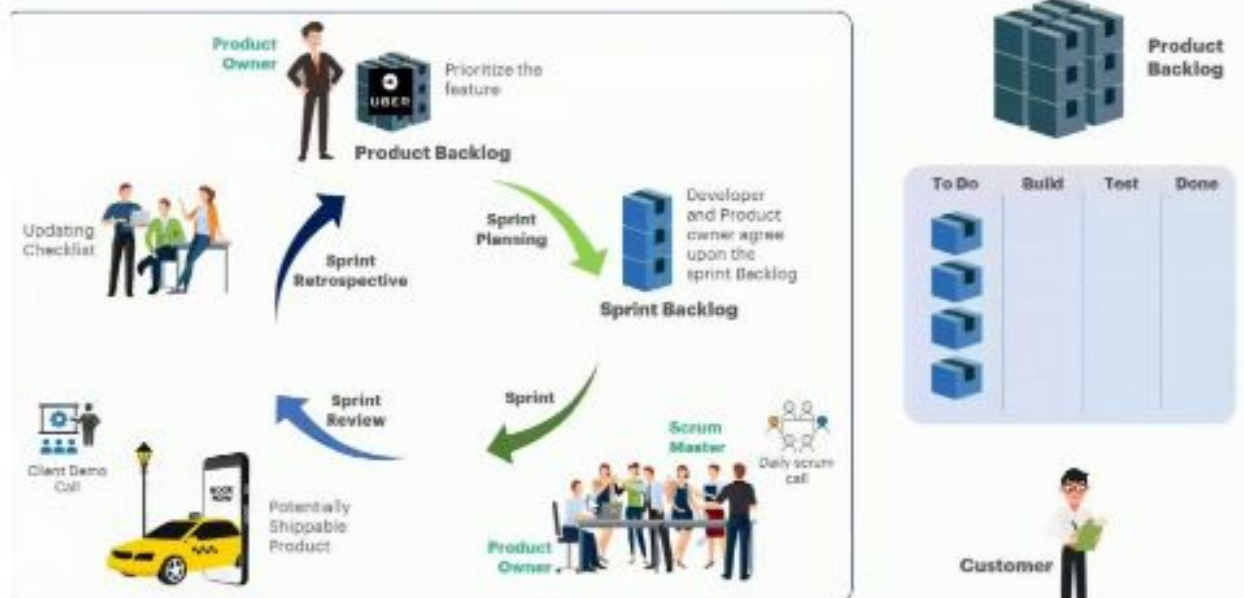 Product
Owner
UBER
Prioritize the
feature
Product Backlog
Updating
Checklist
Sprint
Retrospective
Sprint
Planning
Developer
and Product
owner agree
upon the
sprint Backlog
Sprint Backlog
Client Demo
Call
Sprint
Review
Sprint
BOOK
NOW
Potentially
Shippable
Product
Scrum
Master
Daily scrum
call
Product
Owner
Product
Backlog
To Do
Build
Test
Done
Customer